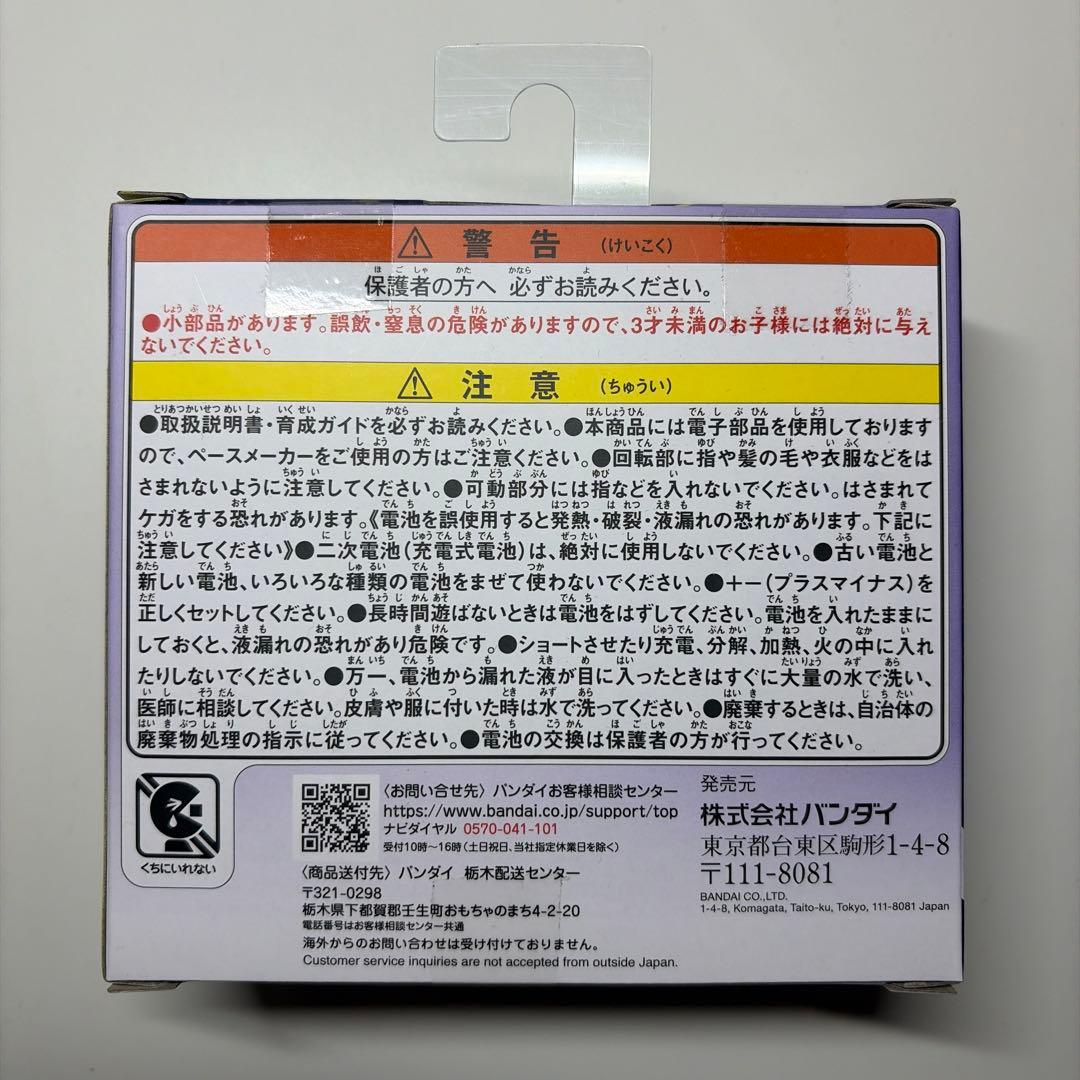 警告 (けいこく)
保護者の方へ 必ずお読みください。
●小部品があります。誤飲・窒息の危険がありますので、3才未満のお子様には絶対に与え
ないでください。
注意 (ちゅうい)
●取扱説明書・育成ガイドを必ずお読みください。●本商品には電子部品を使用しております
ので、ペースメーカーをご使用の方はご注意ください。●回転部に指や髪の毛や衣服などをは
さまれないように注意してください。●可動部分には指などを入れないでください。はさまれて
ケガをする恐れがあります。《電池を誤使用すると発熱・破裂・液漏れの恐れがあります。下記に
注意してください》●二次電池(充電式電池)は、絶対に使用しないでください。●古い電池と
新しい電池、いろいろな種類の電池をまぜて使わないでください。●+-(プラスマイナス)を
正しくセットしてください。●長時間遊ばないときは電池をはずしてください。電池を入れたままに
しておくと、液漏れの恐れがあり危険です。●ショートさせたり充電、分解、加熱、火の中に入れ
たりしないでください。●万一、電池から漏れた液が目に入ったときはすぐに大量の水で洗い、
医師に相談してください。皮膚や服に付いた時は水で洗ってください。●廃棄するときは、自治体の
廃棄物処理の指示に従ってください。●電池の交換は保護者の方が行ってください。
くちにいれない
〈お問い合せ先〉バンダイお客様相談センター
https://www.bandai.co.jp/support/top
ナビダイヤル 0570-041-101
受付10時〜16時(土日祝日、当社指定休業日を除く)
〈商品送付先〉バンダイ 栃木配送センター
〒321-0298
栃木県下都賀郡壬生町おもちゃのまち4-2-20
電話番号はお客様相談センター共通
海外からのお問い合わせは受け付けておりません。
Customer service inquiries are not accepted from outside Japan.
発売元
株式会社バンダイ
東京都台東区駒形1-4-8
〒111-8081
BANDAI CO.,LTD.
1-4-8, Komagata, Taito-ku, Tokyo, 111-8081 Japan